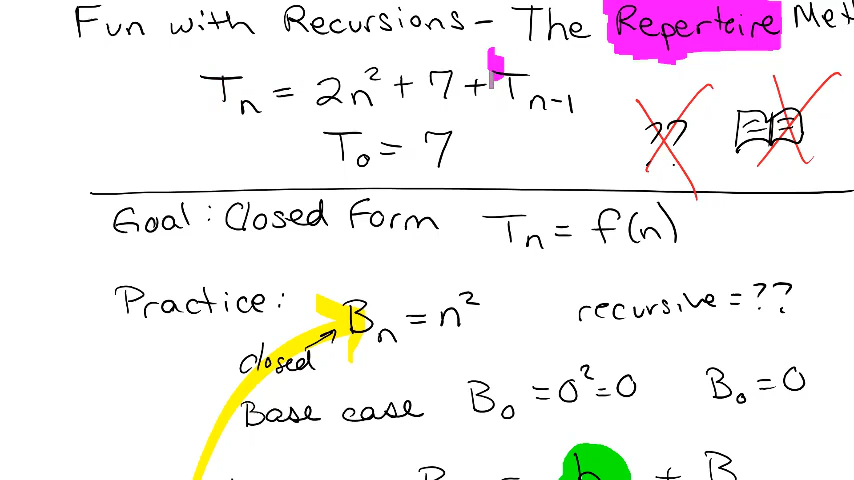 Fun with Recursions - The Repertoire Met
Tn = 2n² + 7 + Tn-1
T0 = 7
??
Goal: Closed Form Tn = f(n)
Practice: Bn = n² recursive = ??
closed
Base case B0 = 0² = 0 B0 = 0